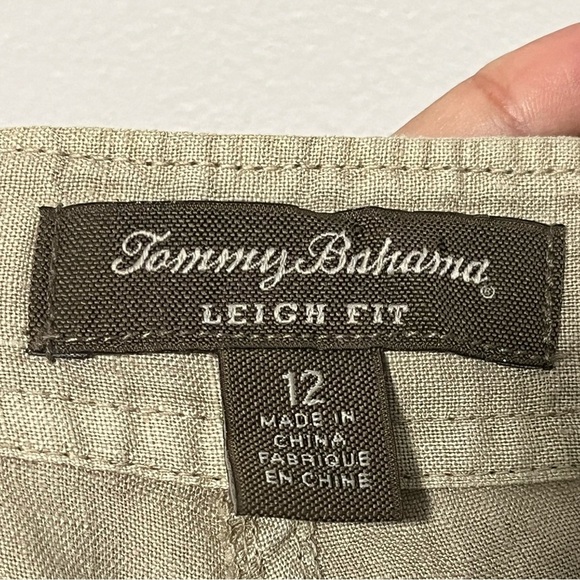 Tommy Bahama®
LEIGH FIT
12
MADE IN
CHINA
FABRIQUE
EN CHINE